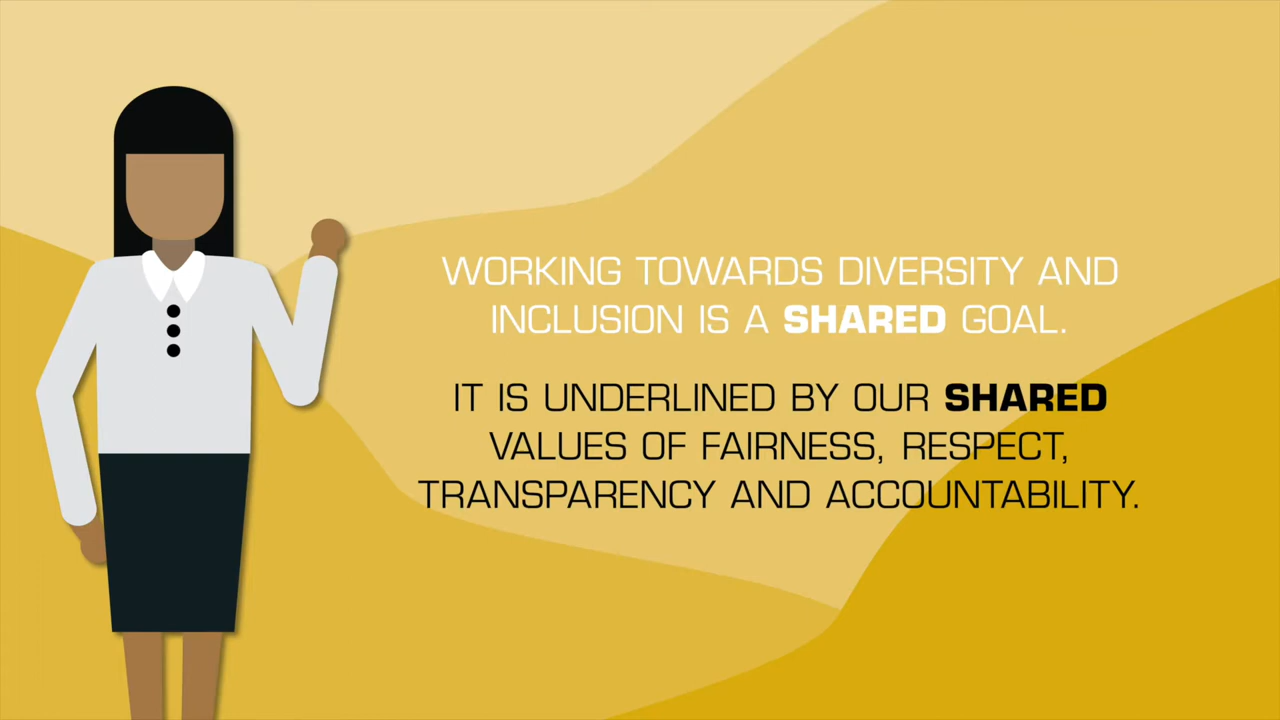 WORKING TOWARDS DIVERSITY AND
INCLUSION IS A SHARED GOAL.
IT IS UNDERLINED BY OUR SHARED
VALUES OF FAIRNESS, RESPECT,
TRANSPARENCY AND ACCOUNTABILITY.